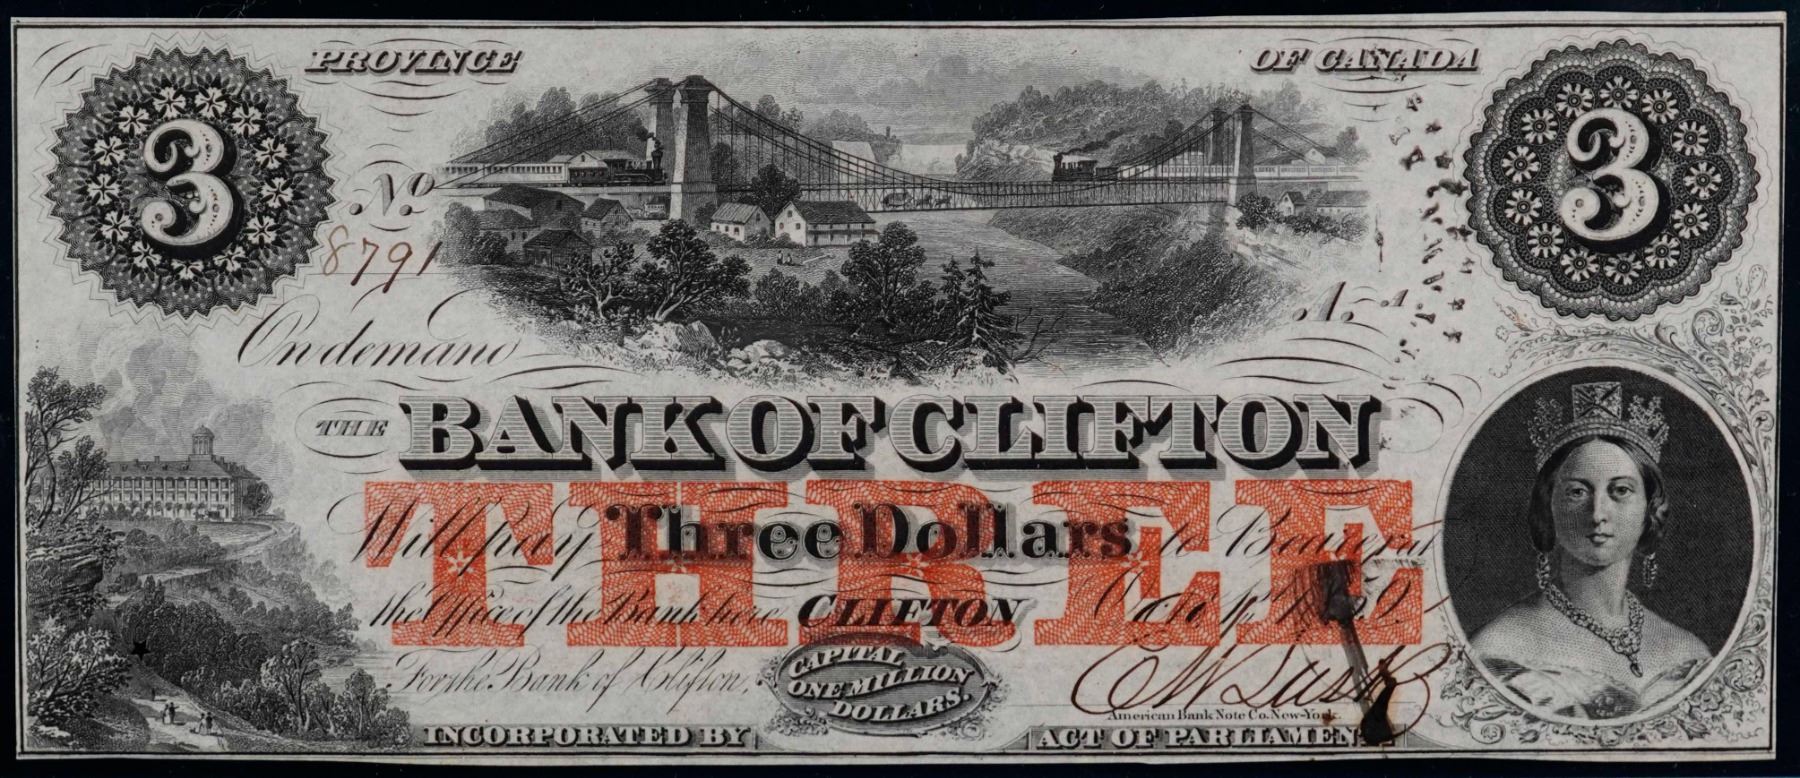 PROVINCE OF CANADA
3 3
No. 8791
A. A
On demand
THE BANK OF CLIFTON
THREE
Will pay Three Dollars to Bearer at
the Office of the Bank here CLIFTON
For the Bank of Clifton,
CAPITAL
ONE MILLION
DOLLARS.
American Bank Note Co. New-York.
INCORPORATED BY ACT OF PARLIAMENT